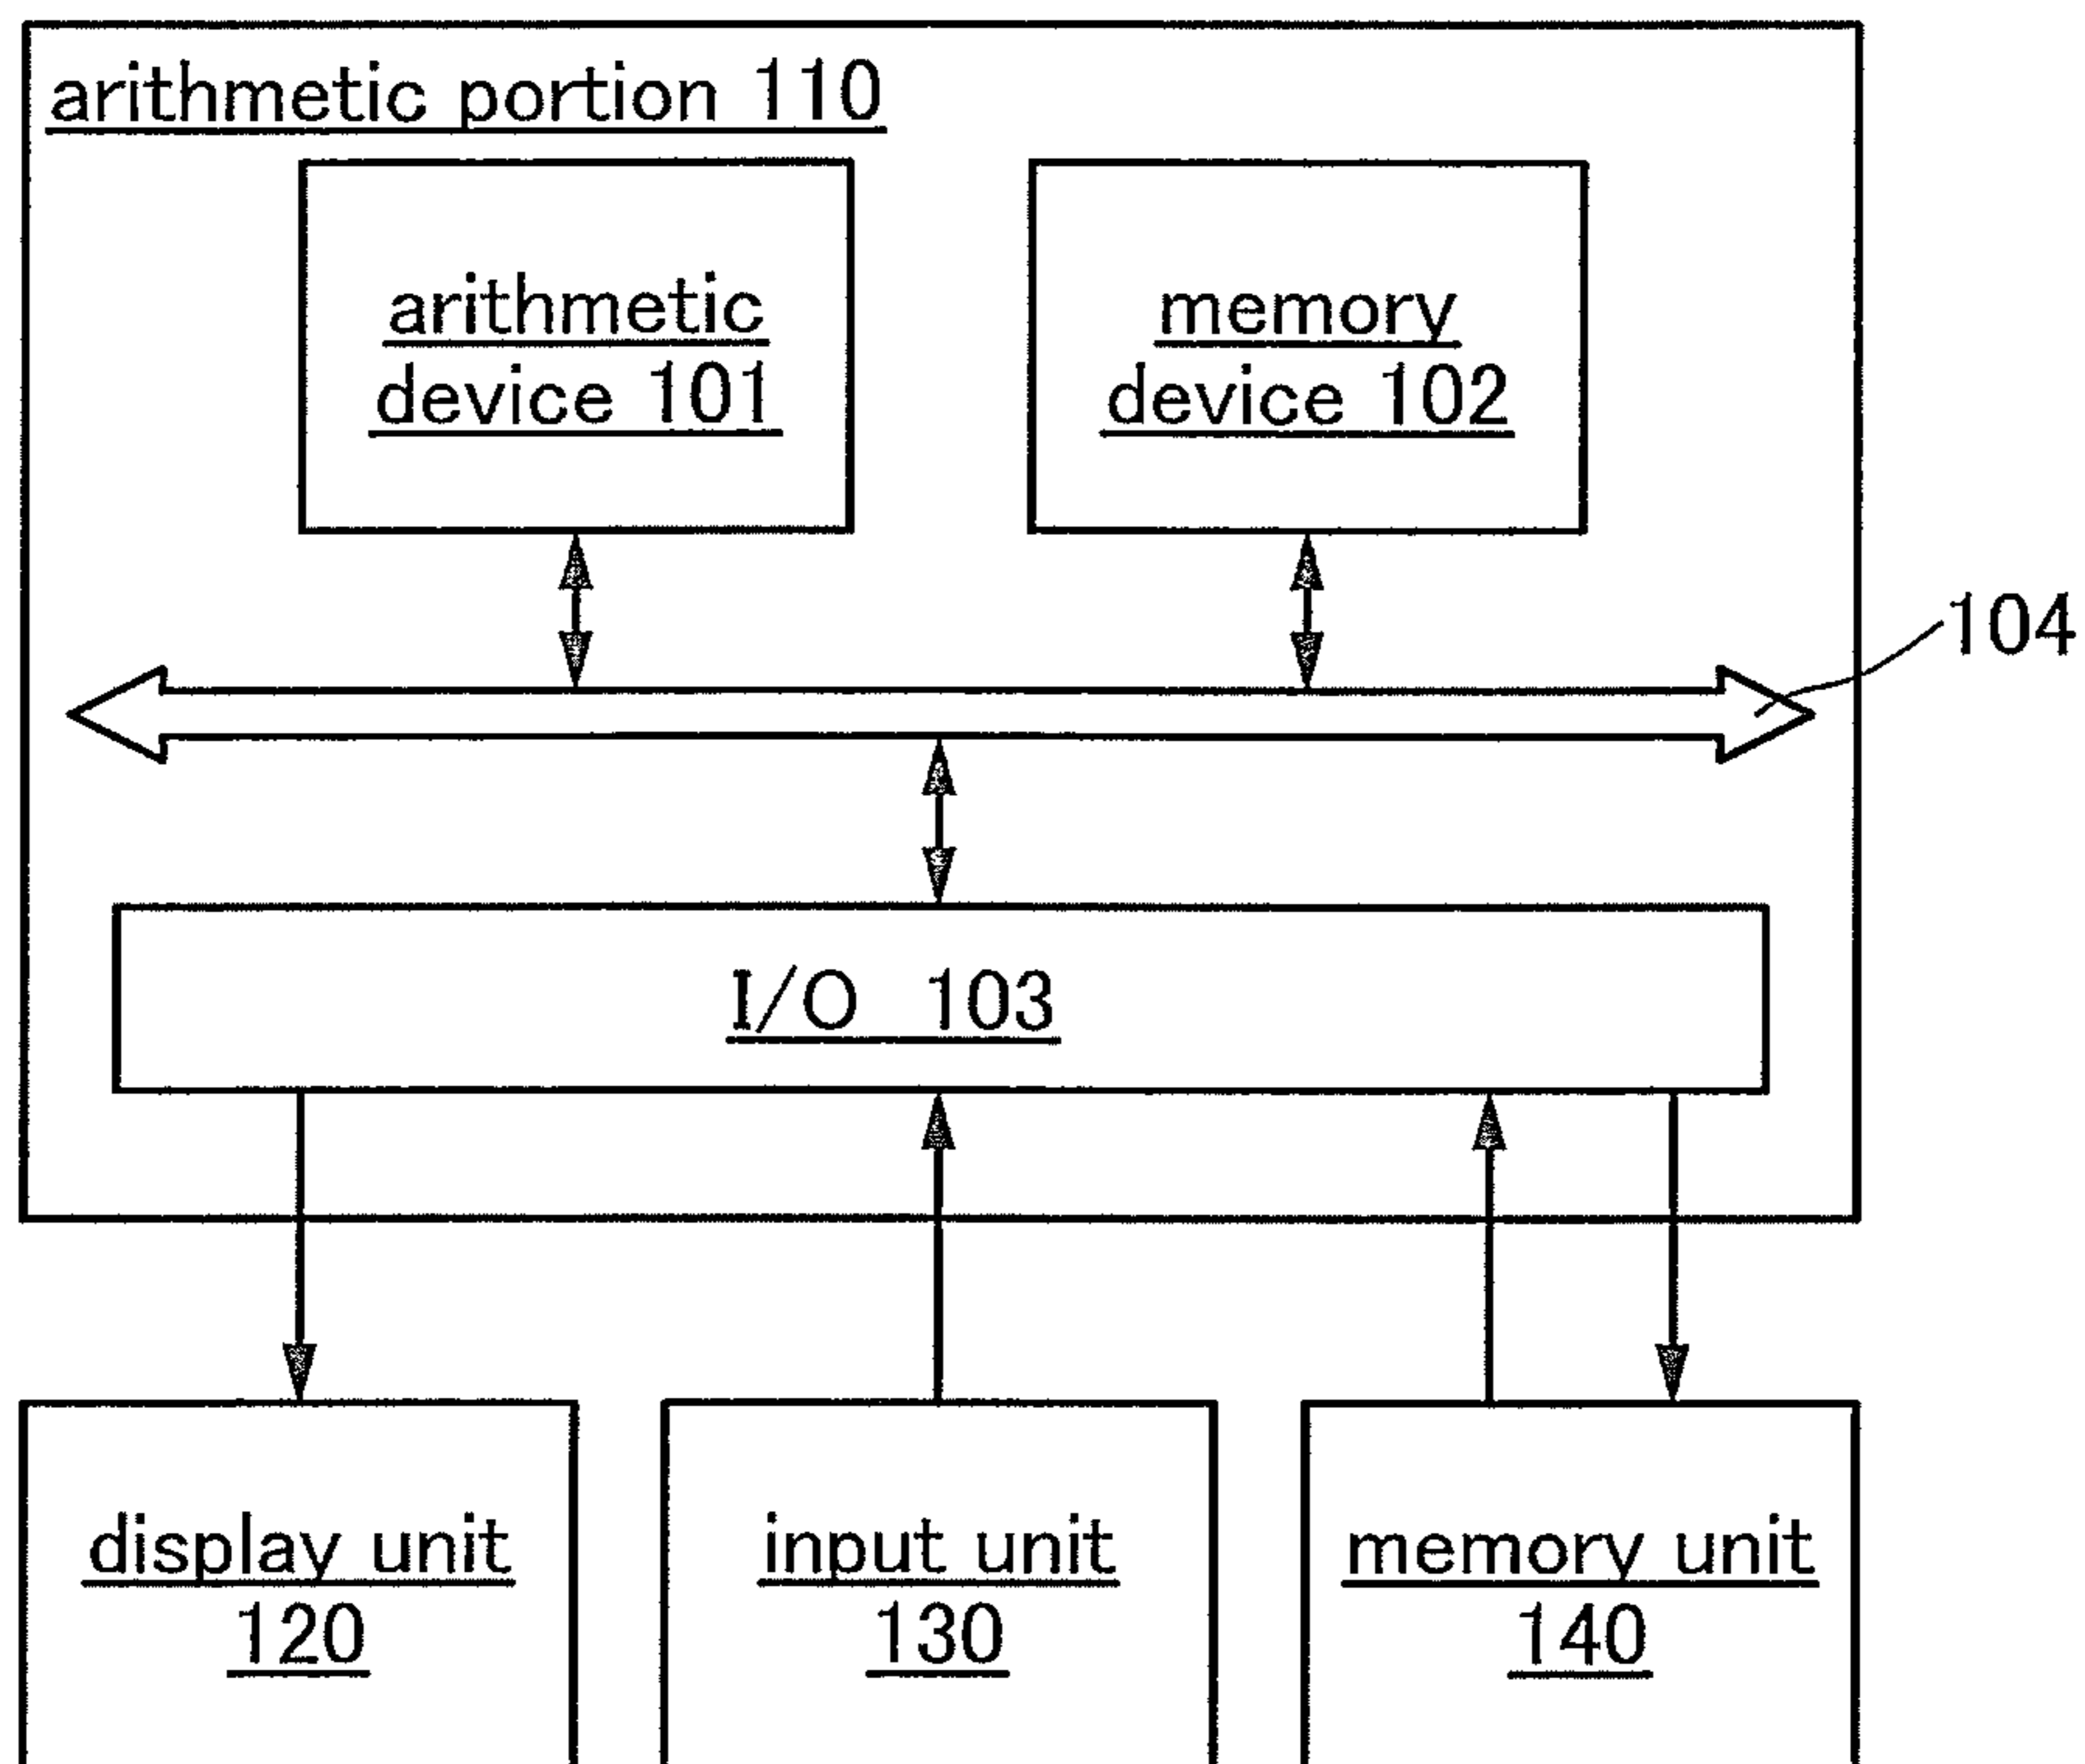 arithmetic portion 110
arithmetic
device 101
memory
device 102
104
I/O 103
display unit
120
input unit
130
memory unit
140